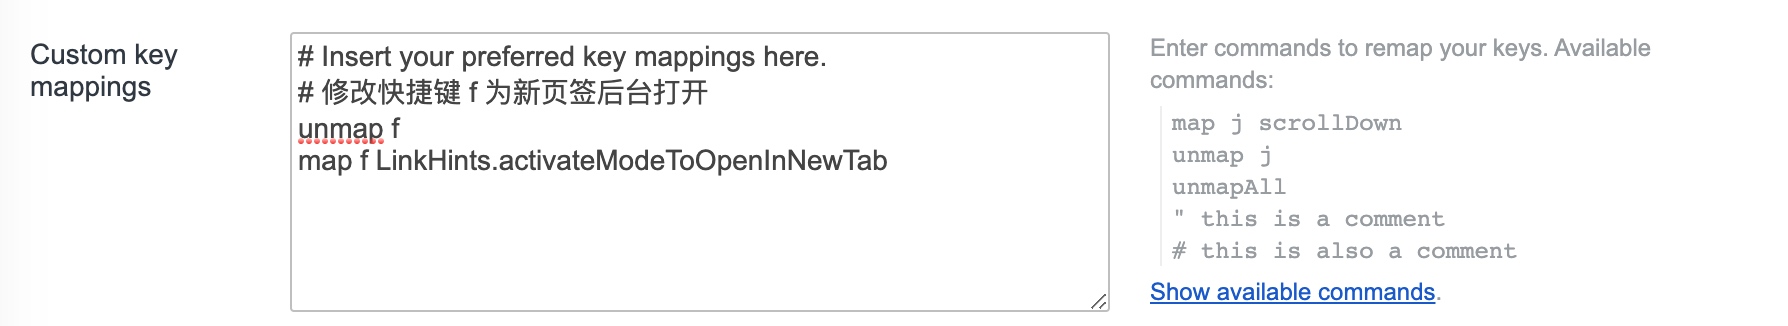 Custom key
mappings
# Insert your preferred key mappings here.
# 修改快捷键 f 为新页签后台打开
unmap f
map f LinkHints.activateModeToOpenInNewTab
Enter commands to remap your keys. Available
commands:
map j scrollDown
unmap j
unmapAll
" this is a comment
# this is also a comment
Show available commands.